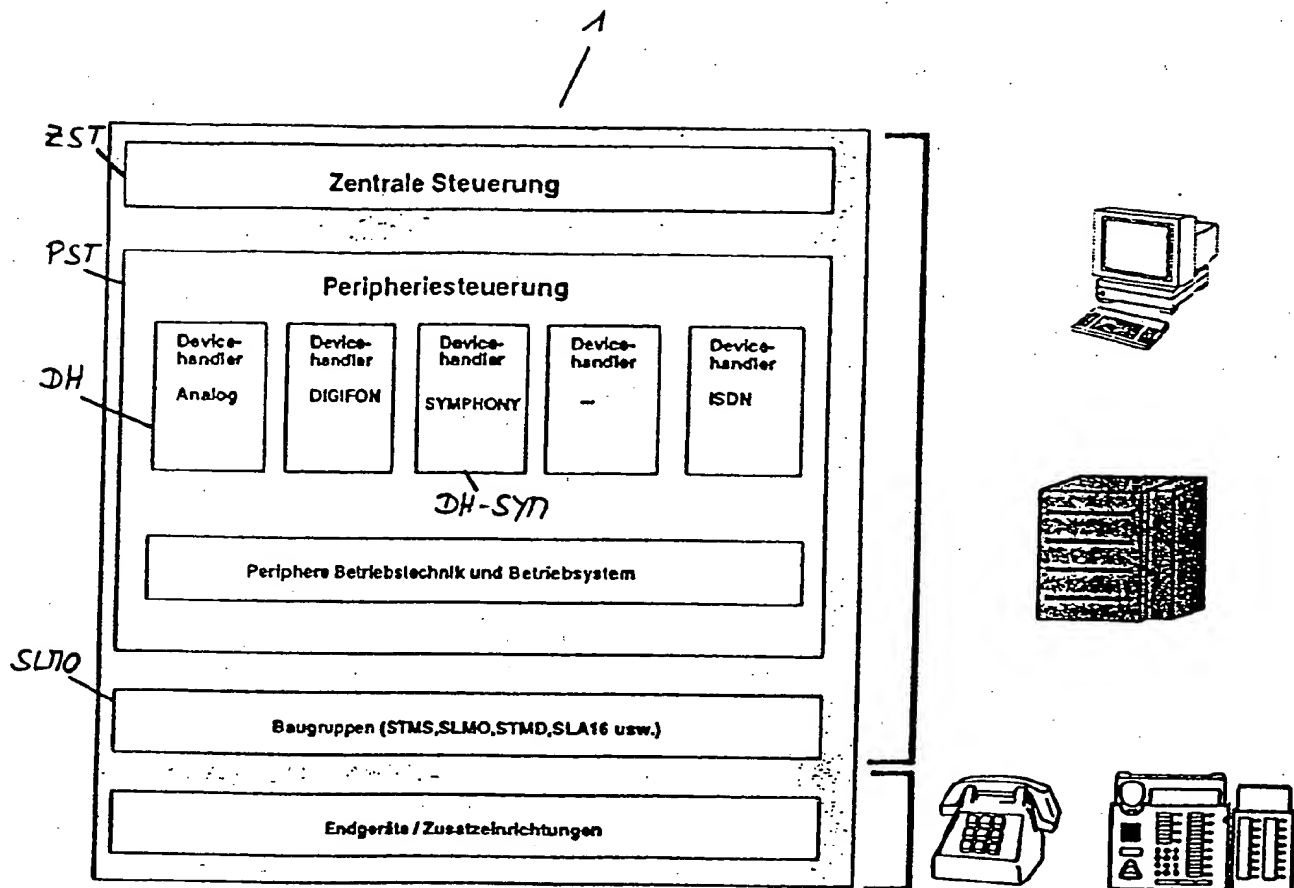 1
ZST
Zentrale Steuerung
PST
Peripheriesteuerung
Device-
handler
Analog
Device-
handler
DIGIFON
Device-
handler
SYMPHONY
Device-
handler
—
Device-
handler
ISDN
DH
DH-SYM
Periphere Betriebstechnik und Betriebsystem
SLMO
Baugruppen (STMS,SLMO,STMD,SLA16 usw.)
Endgeräte / Zusatzeinrichtungen